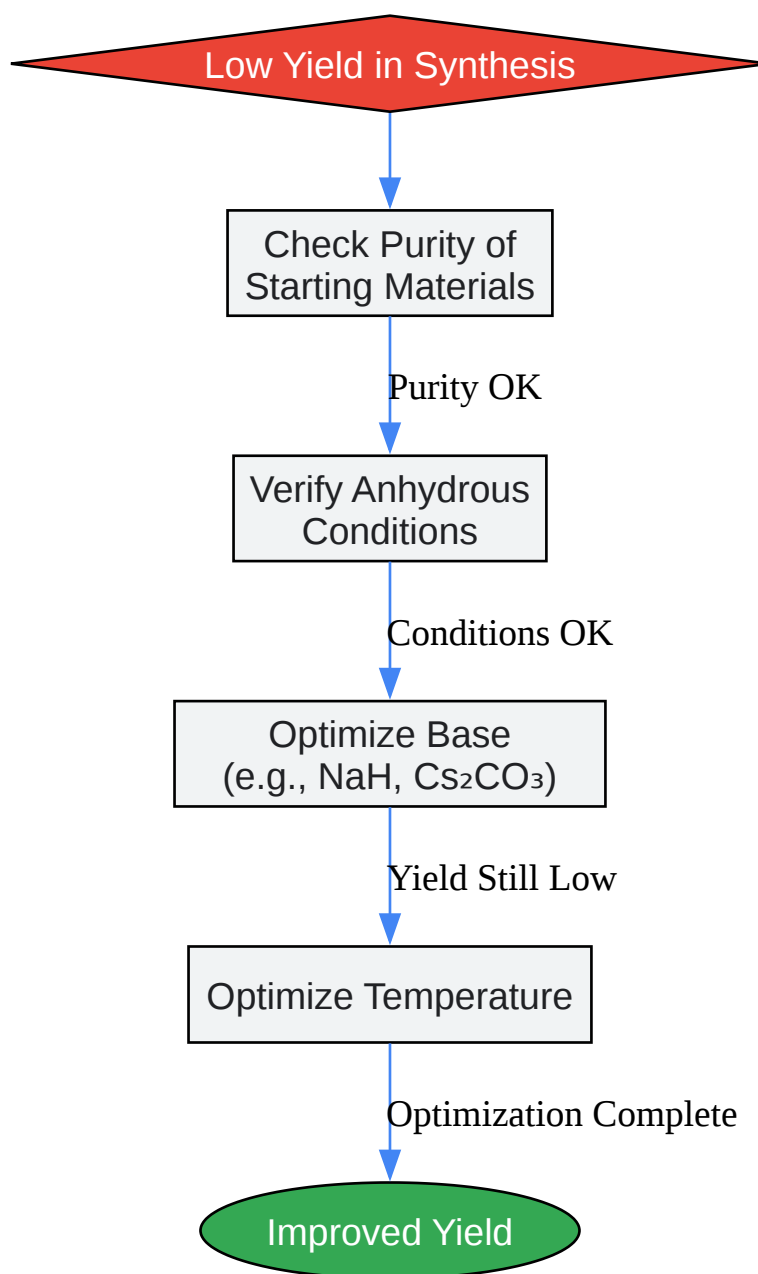 Low Yield in Synthesis
Check Purity of
Starting Materials
Purity OK
Verify Anhydrous
Conditions
Conditions OK
Optimize Base
(e.g., NaH, Cs₂CO₃)
Yield Still Low
Optimize Temperature
Optimization Complete
Improved Yield